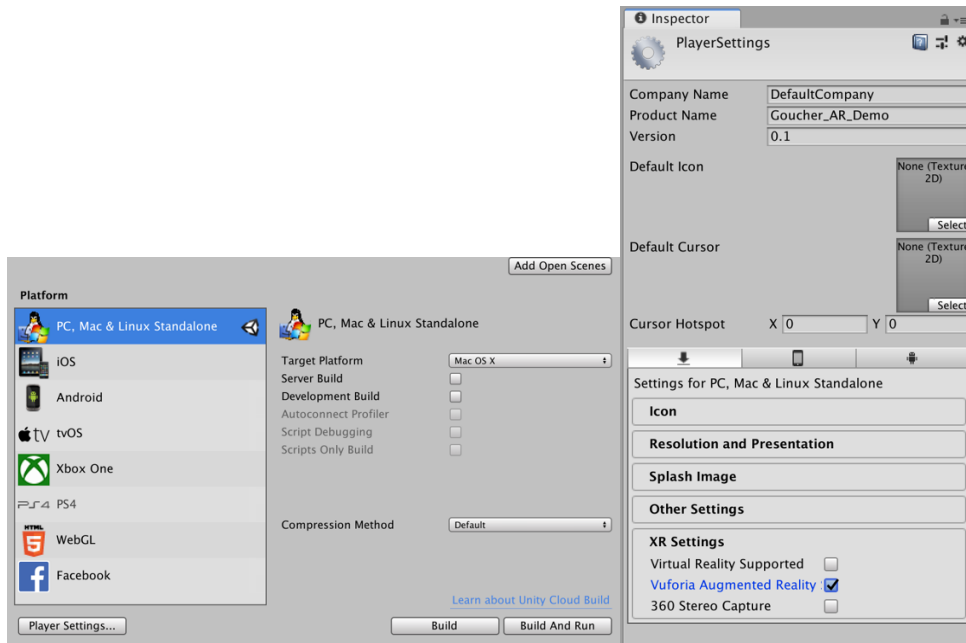 Inspector
PlayerSettings
Company Name DefaultCompany
Product Name Goucher_AR_Demo
Version 0.1
Default Icon
None (Texture
2D)
Select
Default Cursor
None (Texture
2D)
Select
Cursor Hotspot X 0 Y 0
Settings for PC, Mac & Linux Standalone
Icon
Resolution and Presentation
Splash Image
Other Settings
XR Settings
Virtual Reality Supported
Vuforia Augmented Reality
360 Stereo Capture
Add Open Scenes
Platform
PC, Mac & Linux Standalone
iOS
Android
tv tvOS
Xbox One
PS4 PS4
HTML
5
WebGL
Facebook
Player Settings...
PC, Mac & Linux Standalone
Target Platform Mac OS X
Server Build
Development Build
Autoconnect Profiler
Script Debugging
Scripts Only Build
Compression Method Default
Learn about Unity Cloud Build
Build Build And Run